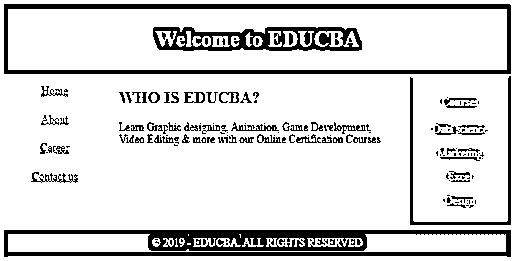 Welcome to EDUCBA
Home
About
Career
Contact us
WHO IS EDUCBA?
Learn Graphic designing, Animation, Game Development,
Video Editing & more with our Online Certification Courses
Courses
Data Science
Marketing
Excel
Design
© 2019 - EDUCBA. ALL RIGHTS RESERVED